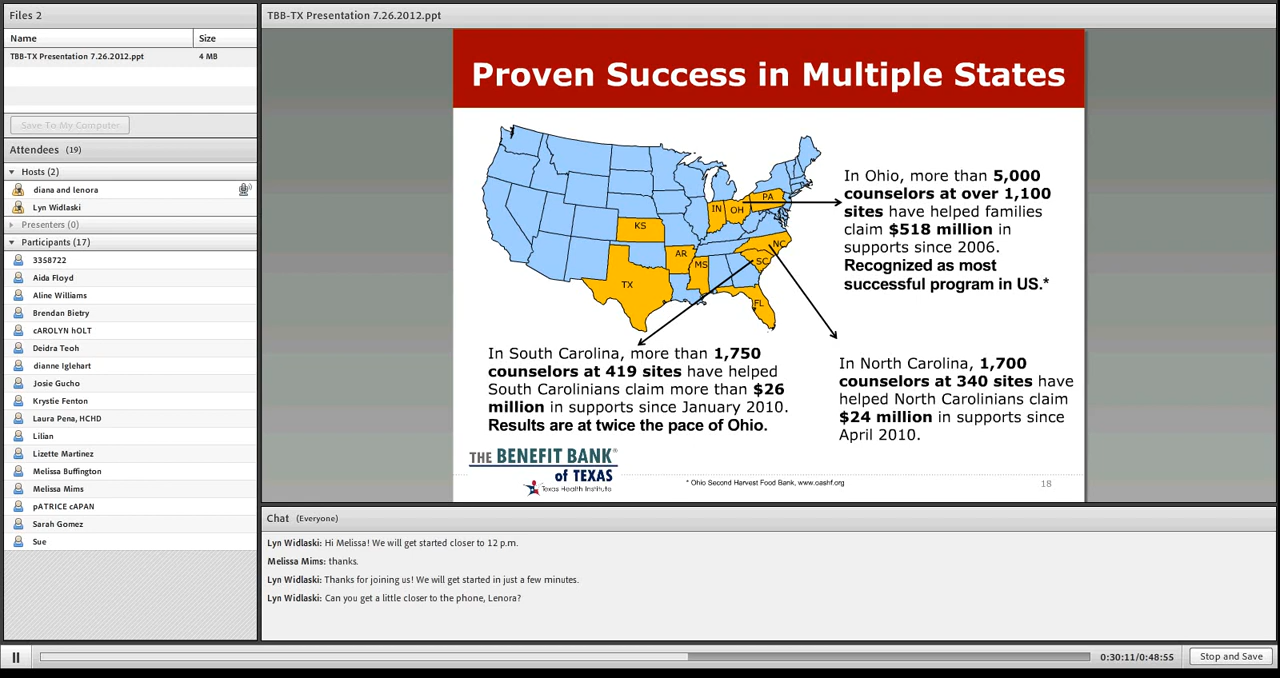 Files 2
Name Size
TBB-TX Presentation 7.26.2012.ppt 4 MB
Save To My Computer
Attendees (19)
Hosts (2)
diana and lenora
Lyn Widlaski
Presenters (0)
Participants (17)
3358722
Aida Floyd
Aline Williams
Brendan Bietry
cAROLYN hOLT
Deidra Teoh
dianne Iglehart
Josie Gucho
Krystie Fenton
Laura Pena, HCHD
Lilian
Lizette Martinez
Melissa Buffington
Melissa Mims
pATRICE cAPAN
Sarah Gomez
Sue
TBB-TX Presentation 7.26.2012.ppt
Proven Success in Multiple States
PA
IN OH
KS
NC
AR
SC
MS
TX
FL
In Ohio, more than 5,000
counselors at over 1,100
sites have helped families
claim $518 million in
supports since 2006.
Recognized as most
successful program in US.*
In South Carolina, more than 1,750
counselors at 419 sites have helped
South Carolinians claim more than $26
million in supports since January 2010.
Results are at twice the pace of Ohio.
In North Carolina, 1,700
counselors at 340 sites have
helped North Carolinians claim
$24 million in supports since
April 2010.
THE BENEFIT BANK®
of TEXAS
Texas Health Institute
* Ohio Second Harvest Food Bank, www.oashf.org
18
Chat (Everyone)
Lyn Widlaski: Hi Melissa! We will get started closer to 12 p.m.
Melissa Mims: thanks.
Lyn Widlaski: Thanks for joining us! We will get started in just a few minutes.
Lyn Widlaski: Can you get a little closer to the phone, Lenora?
0:30:11/0:48:55
Stop and Save